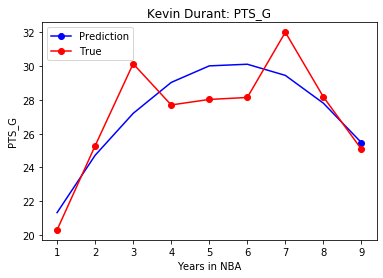 Kevin Durant: PTS_G
Prediction
True
PTS_G
32
30
28
26
24
22
20
1 2 3 4 5 6 7 8 9
Years in NBA